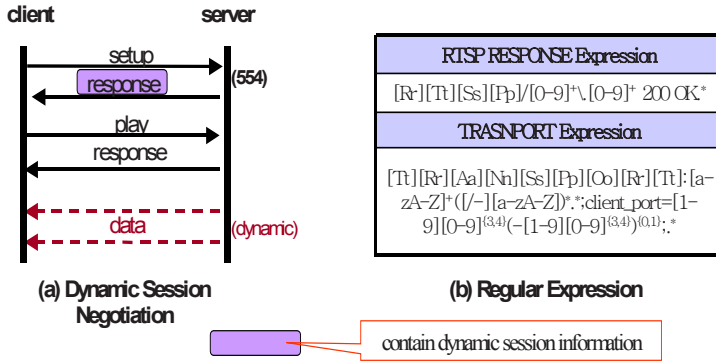 client
server
setup
response
(554)
play
response
data
(dynamic)
(a) Dynamic Session
Negotiation
RTSP RESPONSE Expression
[Rr][Tt][Ss][Pp]/[0-9]⁺\.[0-9]⁺ 200 OK.*
TRASNPORT Expression
[Tt][Rr][Aa][Nn][Ss][Pp][Oo][Rr][Tt]:[a-
zA-Z]⁺([/-][a-zA-Z])*.*;client_port=[1-
9][0-9]{3,4}(-[1-9][0-9]{3,4}){0,1};.*
(b) Regular Expression
contain dynamic session information